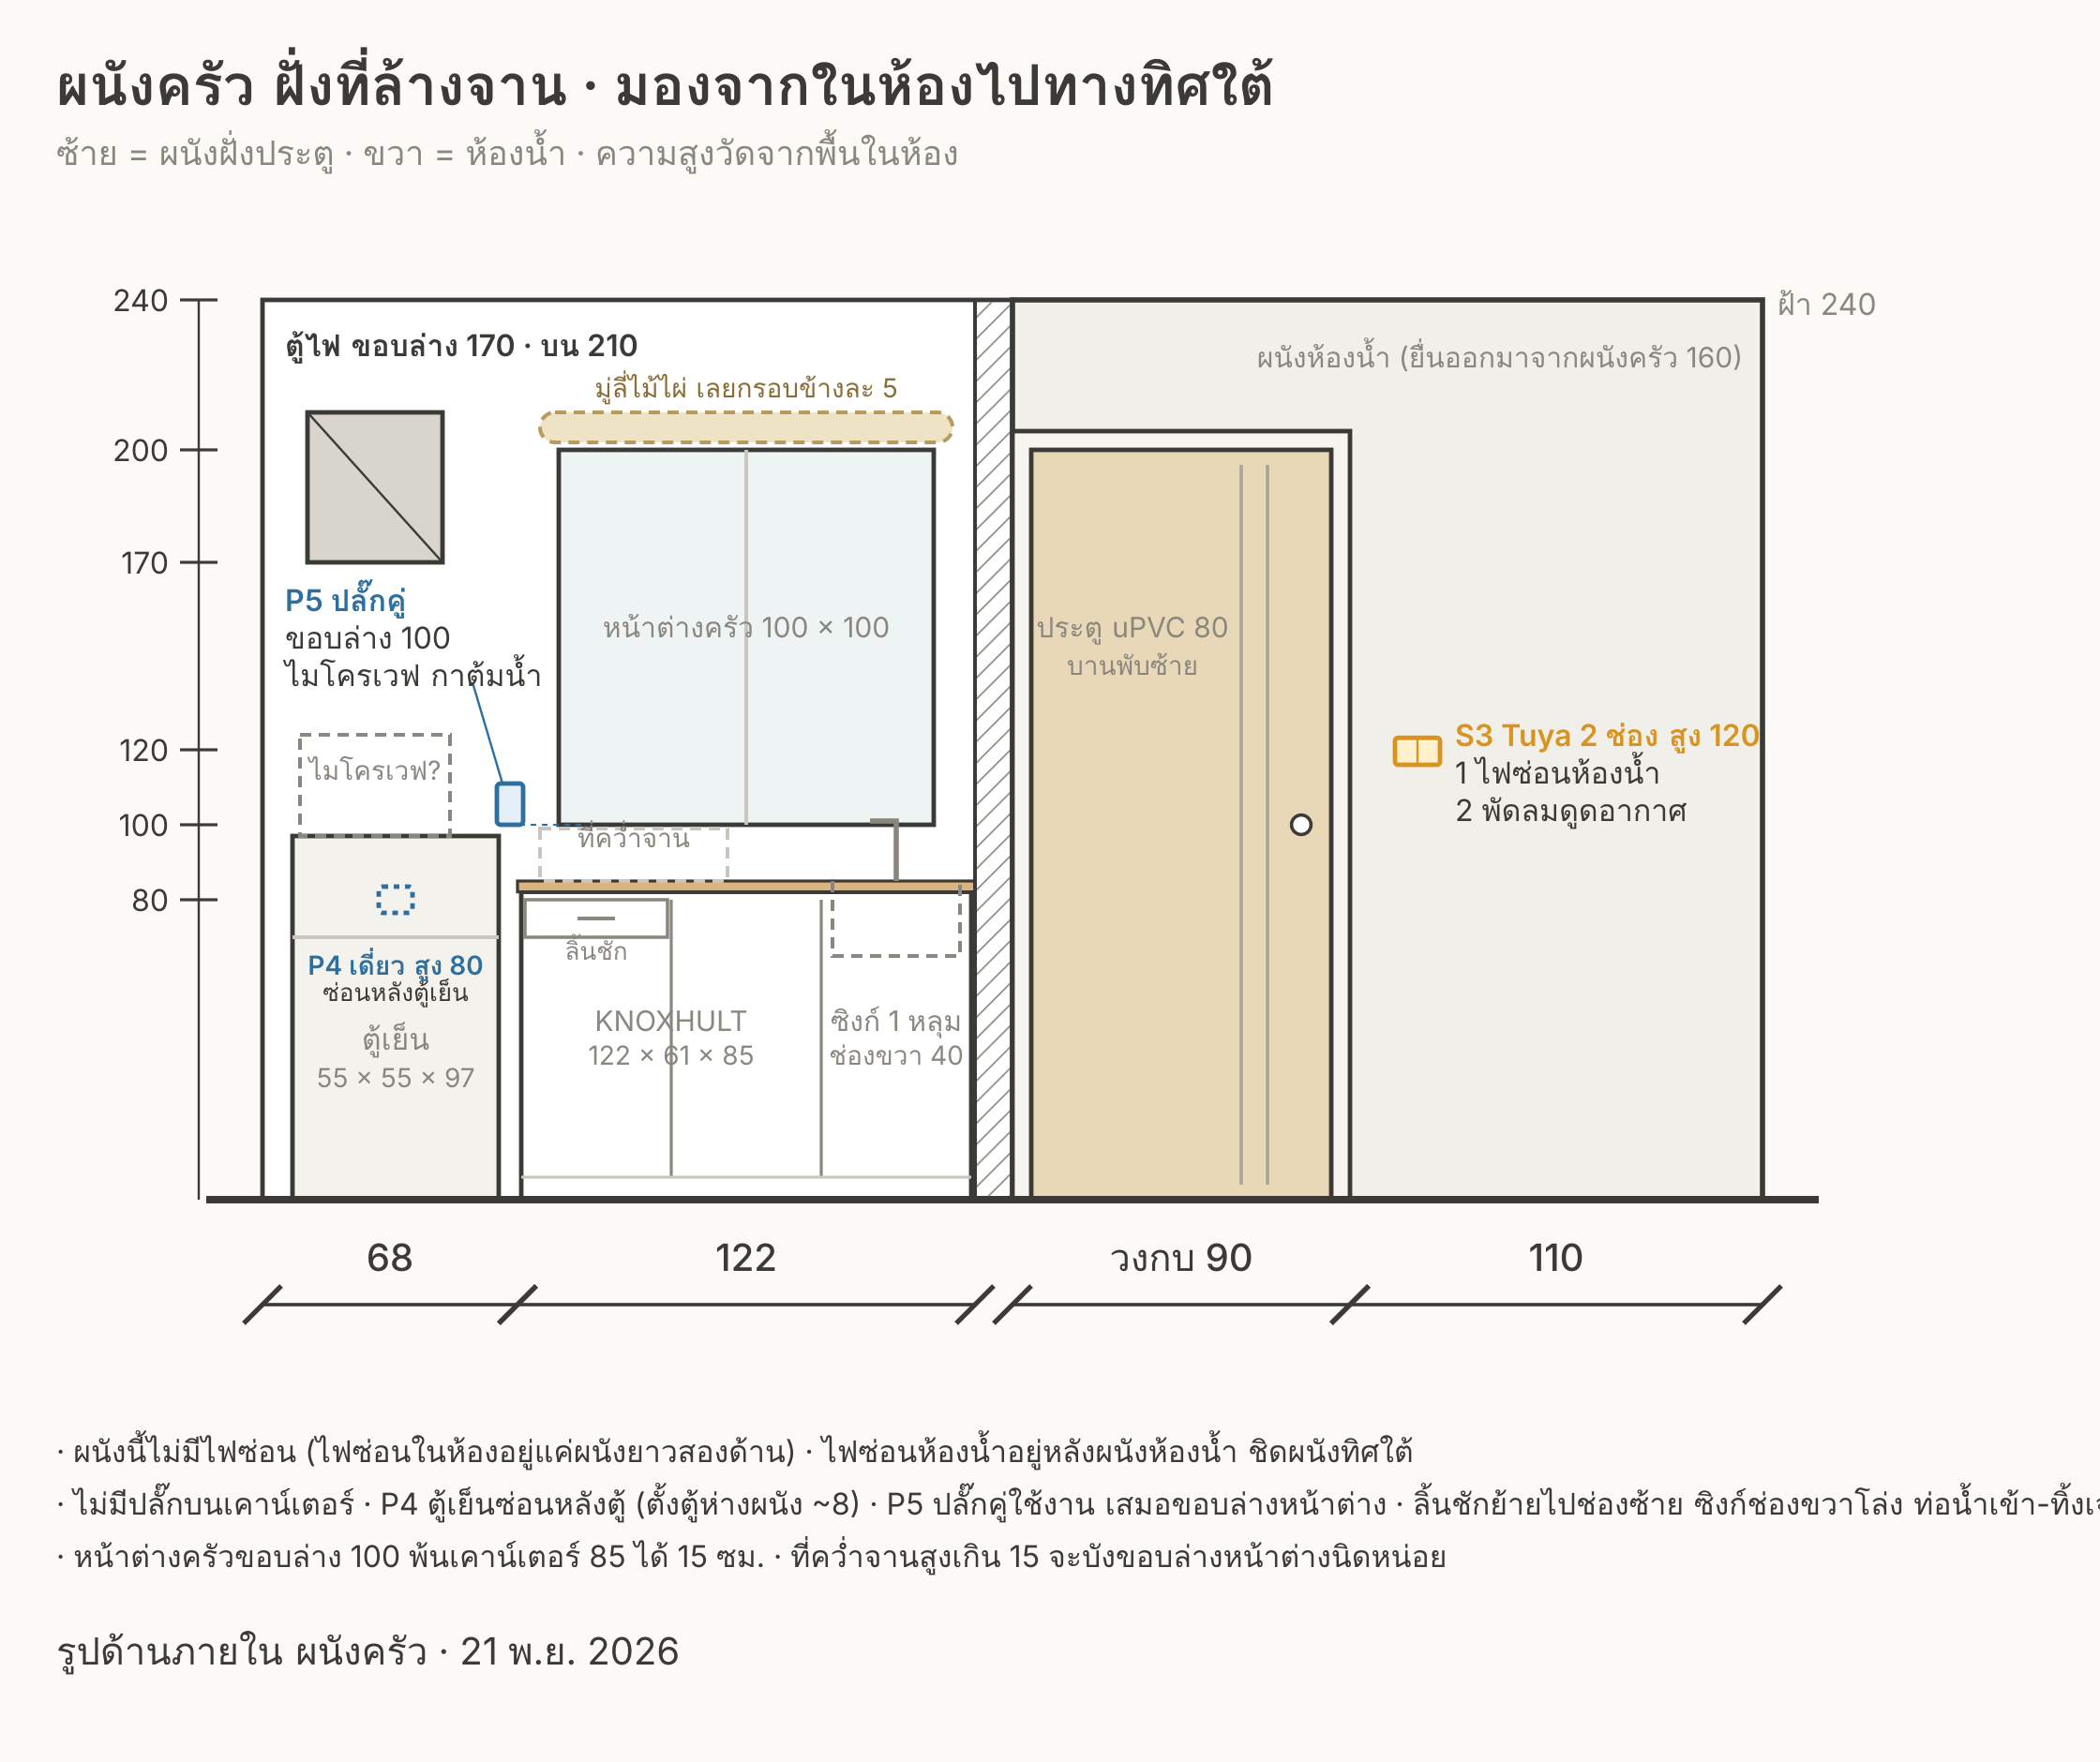 ผนังครัว ฝั่งที่ล้างจาน · มองจากในห้องไปทางทิศใต้
ซ้าย = ผนังฝั่งประตู · ขวา = ห้องน้ำ · ความสูงวัดจากพื้นในห้อง
240
ฝ้า 240
ตู้ไฟ ขอบล่าง 170 · บน 210
ผนังห้องน้ำ (ยื่นออกมาจากผนังครัว 160)
มู่ลี่ไม้ไผ่ เลยกรอบข้างละ 5
200
170
P5 ปลั๊กคู่
ขอบล่าง 100
ไมโครเวฟ กาต้มน้ำ
หน้าต่างครัว 100 × 100
ประตู uPVC 80
บานพับซ้าย
120
ไมโครเวฟ?
S3 Tuya 2 ช่อง สูง 120
1 ไฟซ่อนห้องน้ำ
2 พัดลมดูดอากาศ
100
ที่คว่ำจาน
80
ลิ้นชัก
P4 เดี่ยว สูง 80
ซ่อนหลังตู้เย็น
ตู้เย็น
55 × 55 × 97
KNOXHULT
122 × 61 × 85
ซิงก์ 1 หลุม
ช่องขวา 40
68
122
วงกบ 90
110
· ผนังนี้ไม่มีไฟซ่อน (ไฟซ่อนในห้องอยู่แค่ผนังยาวสองด้าน) · ไฟซ่อนห้องน้ำอยู่หลังผนังห้องน้ำ ชิดผนังทิศใต้
· ไม่มีปลั๊กบนเคาน์เตอร์ · P4 ตู้เย็นซ่อนหลังตู้ (ตั้งตู้ห่างผนัง ~8) · P5 ปลั๊กคู่ใช้งาน เสมอขอบล่างหน้าต่าง · ลิ้นชักย้ายไปช่องซ้าย ซิงก์ช่องขวาโล่ง ท่อน้ำเข้า-ทิ้ง
· หน้าต่างครัวขอบล่าง 100 พ้นเคาน์เตอร์ 85 ได้ 15 ซม. · ที่คว่ำจานสูงเกิน 15 จะบังขอบล่างหน้าต่างนิดหน่อย
รูปด้านภายใน ผนังครัว · 21 พ.ย. 2026